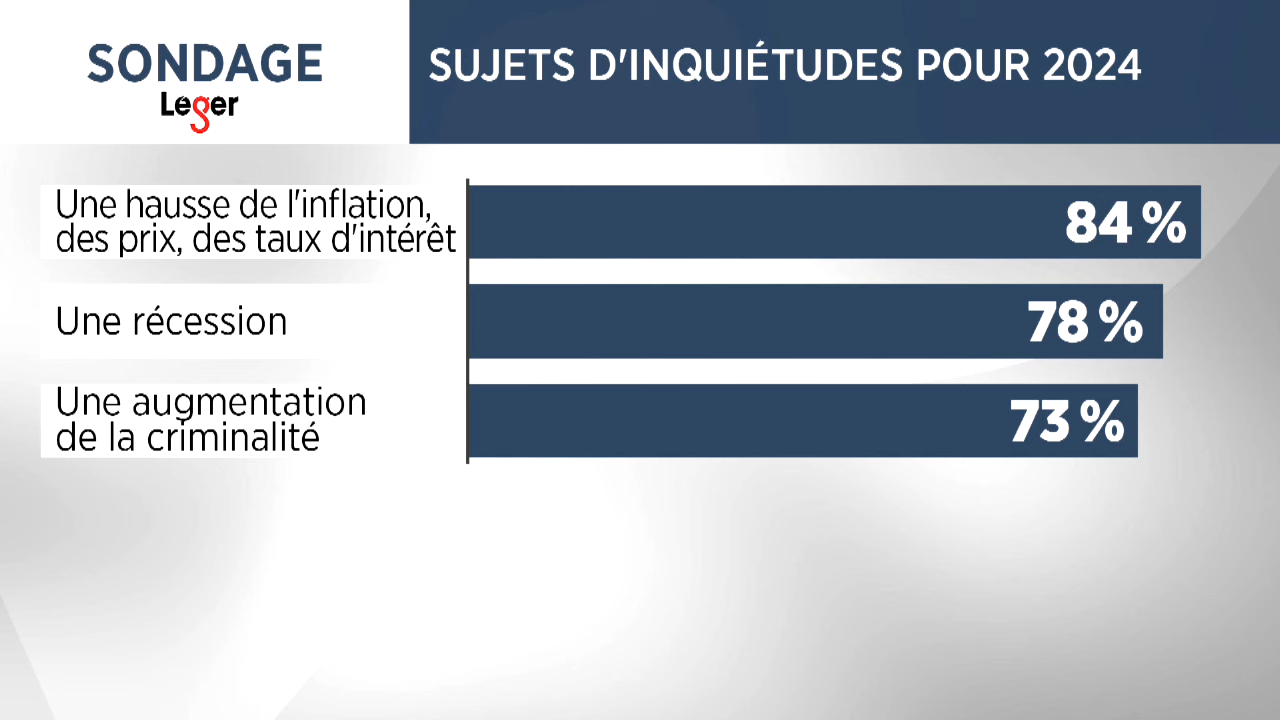 SONDAGE
Leger
SUJETS D'INQUIÉTUDES POUR 2024
Une hausse de l'inflation,
des prix, des taux d'intérêt
84 %
Une récession
78 %
Une augmentation
de la criminalité
73 %